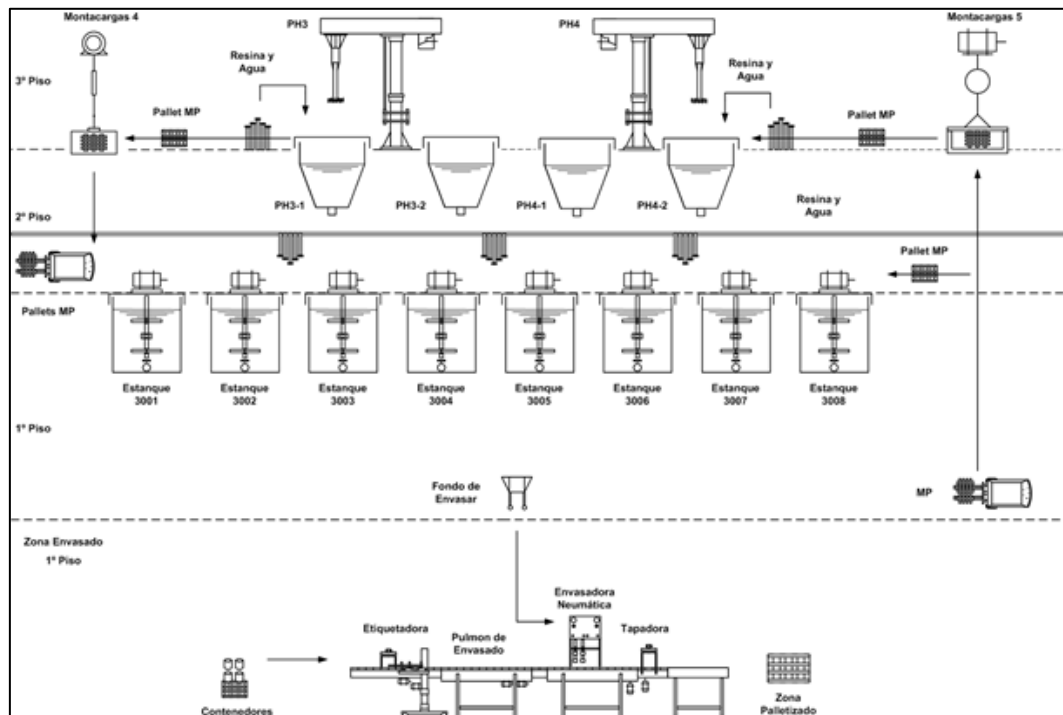 Montacargas 4
PH3
PH4
Montacargas 5
3º Piso
Resina y
Agua
Resina y
Agua
Pallet MP
Pallet MP
PH3-1
PH3-2
PH4-1
PH4-2
Resina y
Agua
2º Piso
Pallet MP
Pallets MP
Estanque
3001
Estanque
3002
Estanque
3003
Estanque
3004
Estanque
3005
Estanque
3006
Estanque
3007
Estanque
3008
1º Piso
Fondo de
Envasar
MP
Zona Envasado
1º Piso
Envasadora
Neumática
Etiquetadora
Pulmon de
Envasado
Tapadora
Contenedores
Zona
Palletizado